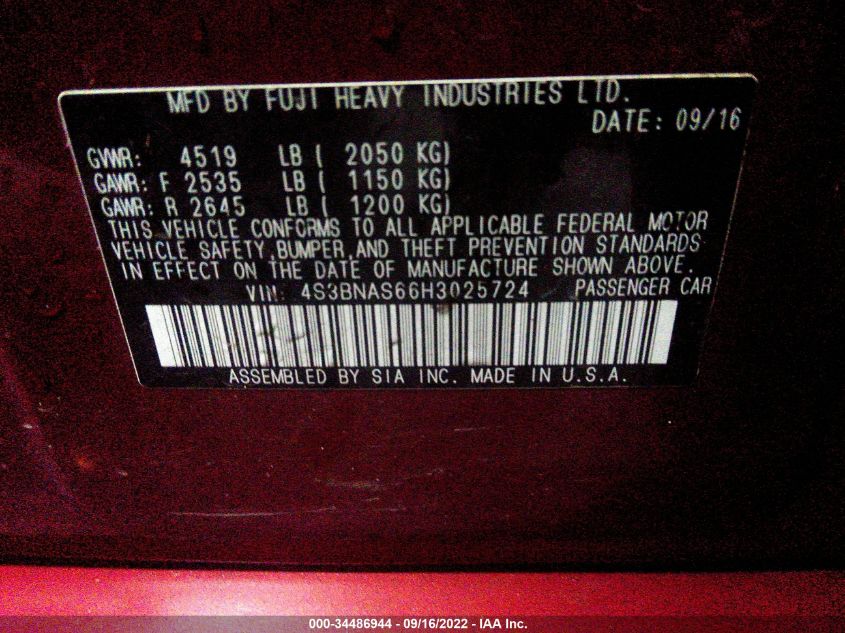 MFD BY FUJI HEAVY INDUSTRIES LTD.
DATE: 09/16
GVWR: 4519 LB ( 2050 KG)
GAWR: F 2535 LB ( 1150 KG)
GAWR: R 2645 LB ( 1200 KG)
THIS VEHICLE CONFORMS TO ALL APPLICABLE FEDERAL MOTOR
VEHICLE SAFETY,BUMPER,AND THEFT PREVENTION STANDARDS
IN EFFECT ON THE DATE OF MANUFACTURE SHOWN ABOVE.
VIN: 4S3BNAS66H3025724 PASSENGER CAR
ASSEMBLED BY SIA INC. MADE IN U.S.A.
000-34486944 - 09/16/2022 - IAA Inc.